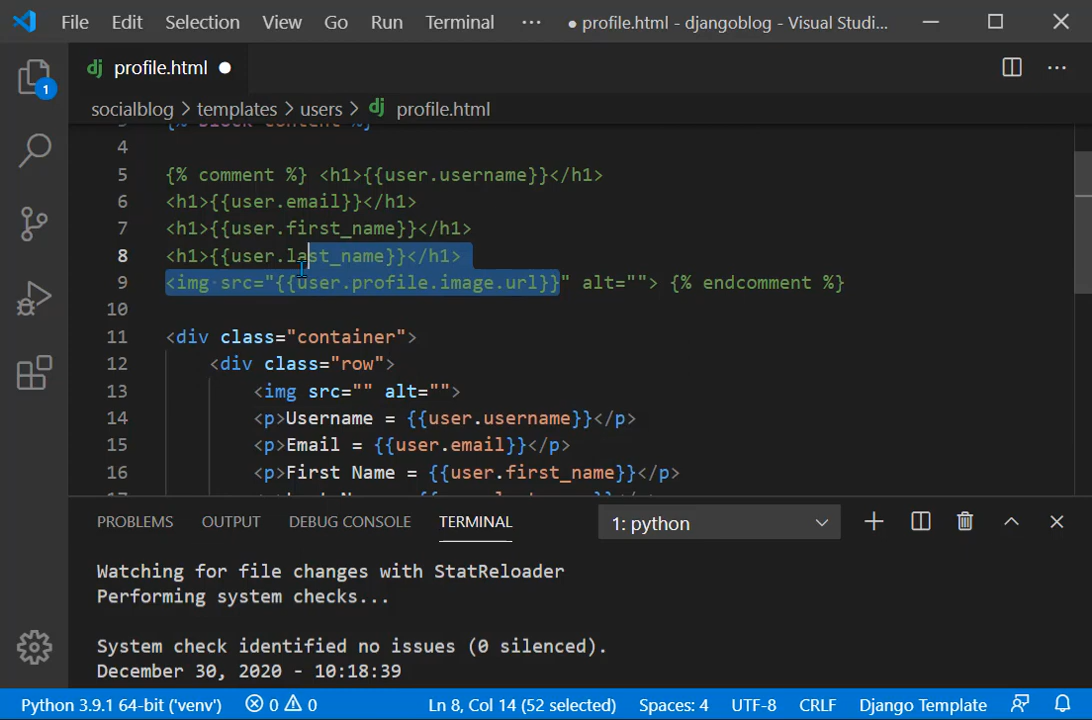 File Edit Selection View Go Run Terminal ··· ● profile.html - djangoblog - Visual Studi...
1
dj profile.html ●
socialblog > templates > users > dj profile.html
{% block content %}
4
5 {% comment %} <h1>{{user.username}}</h1>
6 <h1>{{user.email}}</h1>
7 <h1>{{user.first_name}}</h1>
8 <h1>{{user.last_name}}</h1>
9 <img src="{{user.profile.image.url}}" alt=""> {% endcomment %}
10
11 <div class="container">
12 <div class="row">
13 <img src="" alt="">
14 <p>Username = {{user.username}}</p>
15 <p>Email = {{user.email}}</p>
16 <p>First Name = {{user.first_name}}</p>
PROBLEMS OUTPUT DEBUG CONSOLE TERMINAL 1: python
Watching for file changes with StatReloader
Performing system checks...
System check identified no issues (0 silenced).
December 30, 2020 - 10:18:39
Python 3.9.1 64-bit ('venv') 0 0 Ln 8, Col 14 (52 selected) Spaces: 4 UTF-8 CRLF Django Template